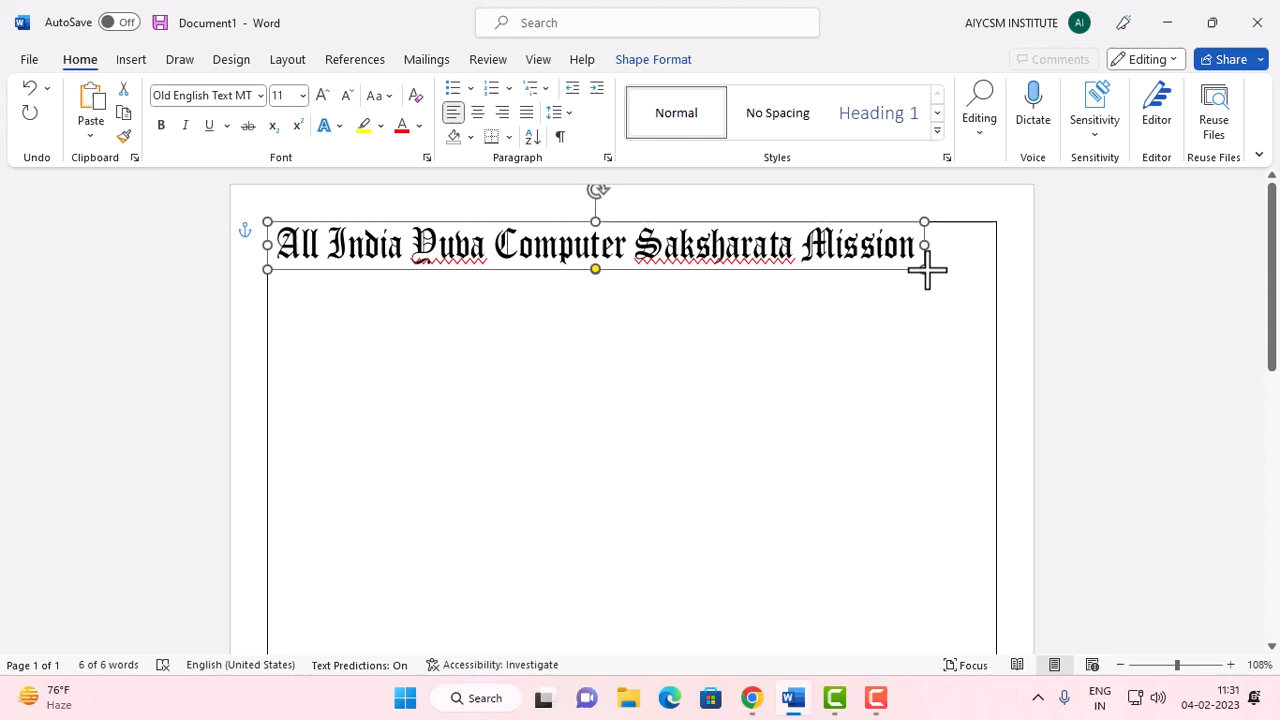 AutoSave Off Document1 - Word Search AIYCSM INSTITUTE AI
File Home Insert Draw Design Layout References Mailings Review View Help Shape Format Comments Editing Share
Old English Text MT 11 Aa
Paste
B I U ab x₂ x² A A
A Z
Normal
No Spacing
Heading 1
Editing
Dictate
Sensitivity
Editor
Reuse
Files
Undo Clipboard Font Paragraph Styles Voice Sensitivity Editor Reuse Files
All India Yuva Computer Saksharata Mission
Page 1 of 1 6 of 6 words English (United States) Text Predictions: On Accessibility: Investigate Focus 108%
76°F
Haze
Search
ENG
IN
11:31
04-02-2023